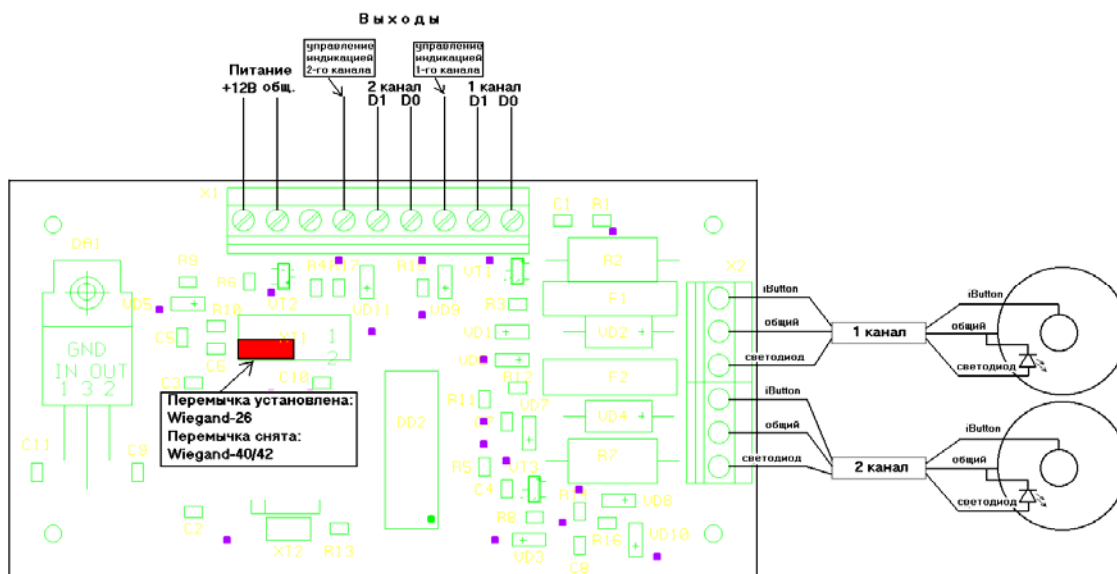 Выходы
управление
индикацией
2-го канала
управление
индикацией
1-го канала
Питание
+12В общ.
2 канал
D1 D0
1 канал
D1 D0
X1
C1 R1
DA1
R9
R6
VT2
R4 R17
VD11
VD9
VT1
R2
X2
VD5
R10
R3
F1
C5
XT1
1
2
VD1
VD2
C6
GND
IN OUT
1 3 2
C3
C10
R12
F2
R11
VD7
VD4
DD2
R5
VT3
R7
C4
C11
C9
C2
XT2
R13
R8
VD3
VD8
R16
VD10
C8
Перемычка установлена:
Wiegand-26
Перемычка снята:
Wiegand-40/42
iButton
общий
светодиод
1 канал
iButton
общий
светодиод
iButton
общий
светодиод
2 канал
iButton
общий
светодиод